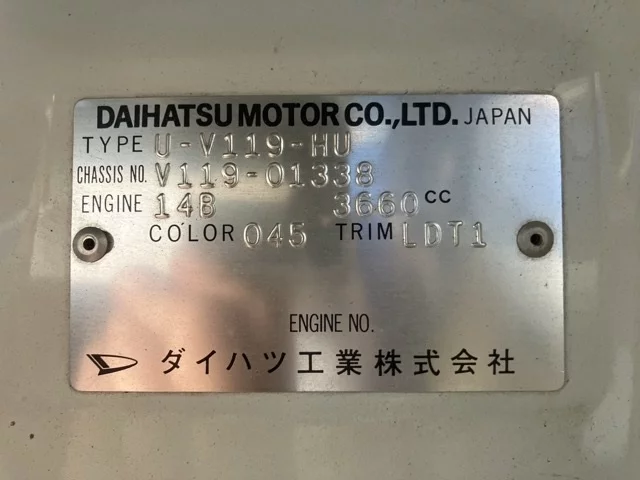 DAIHATSU MOTOR CO.,LTD. JAPAN
TYPE U-V119-HU
CHASSIS NO. V119-01338
ENGINE 14B 3660 CC
COLOR 045 TRIM LDT1
ENGINE NO.
ダイハツ工業株式会社